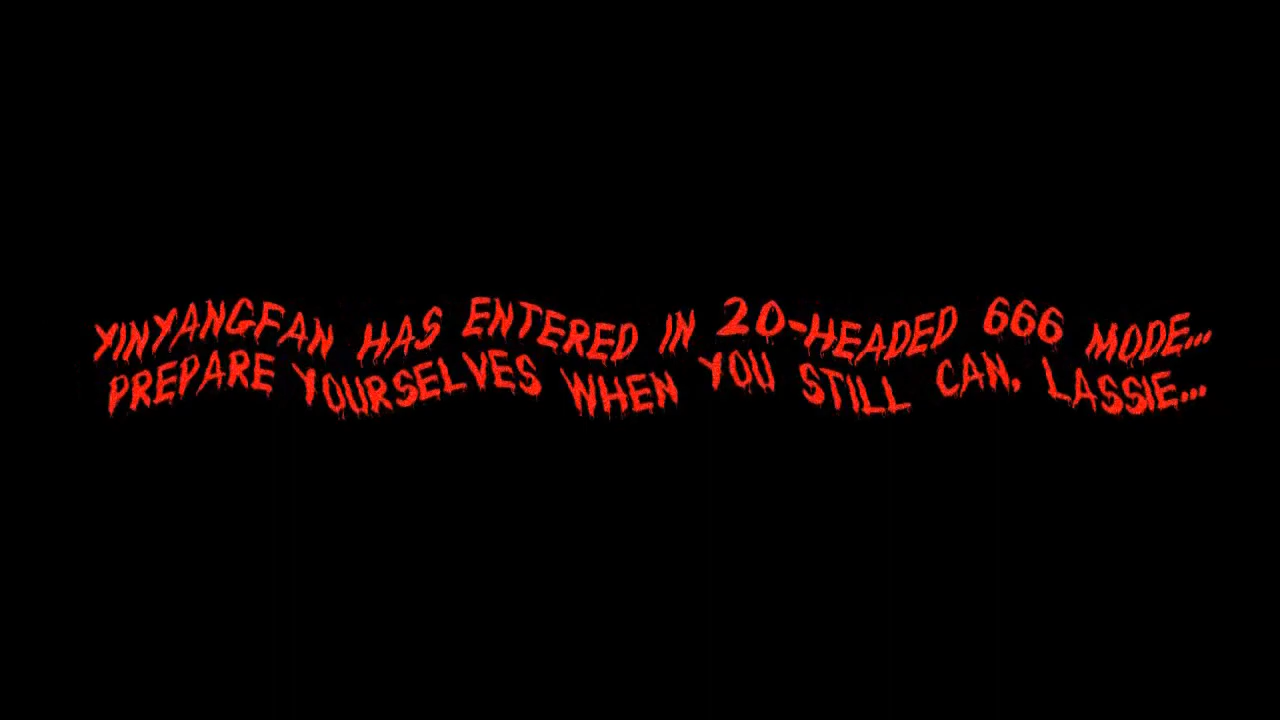 YINYANGFAN HAS ENTERED IN 20-HEADED 666 MODE...
PREPARE YOURSELVES WHEN YOU STILL CAN, LASSIE...